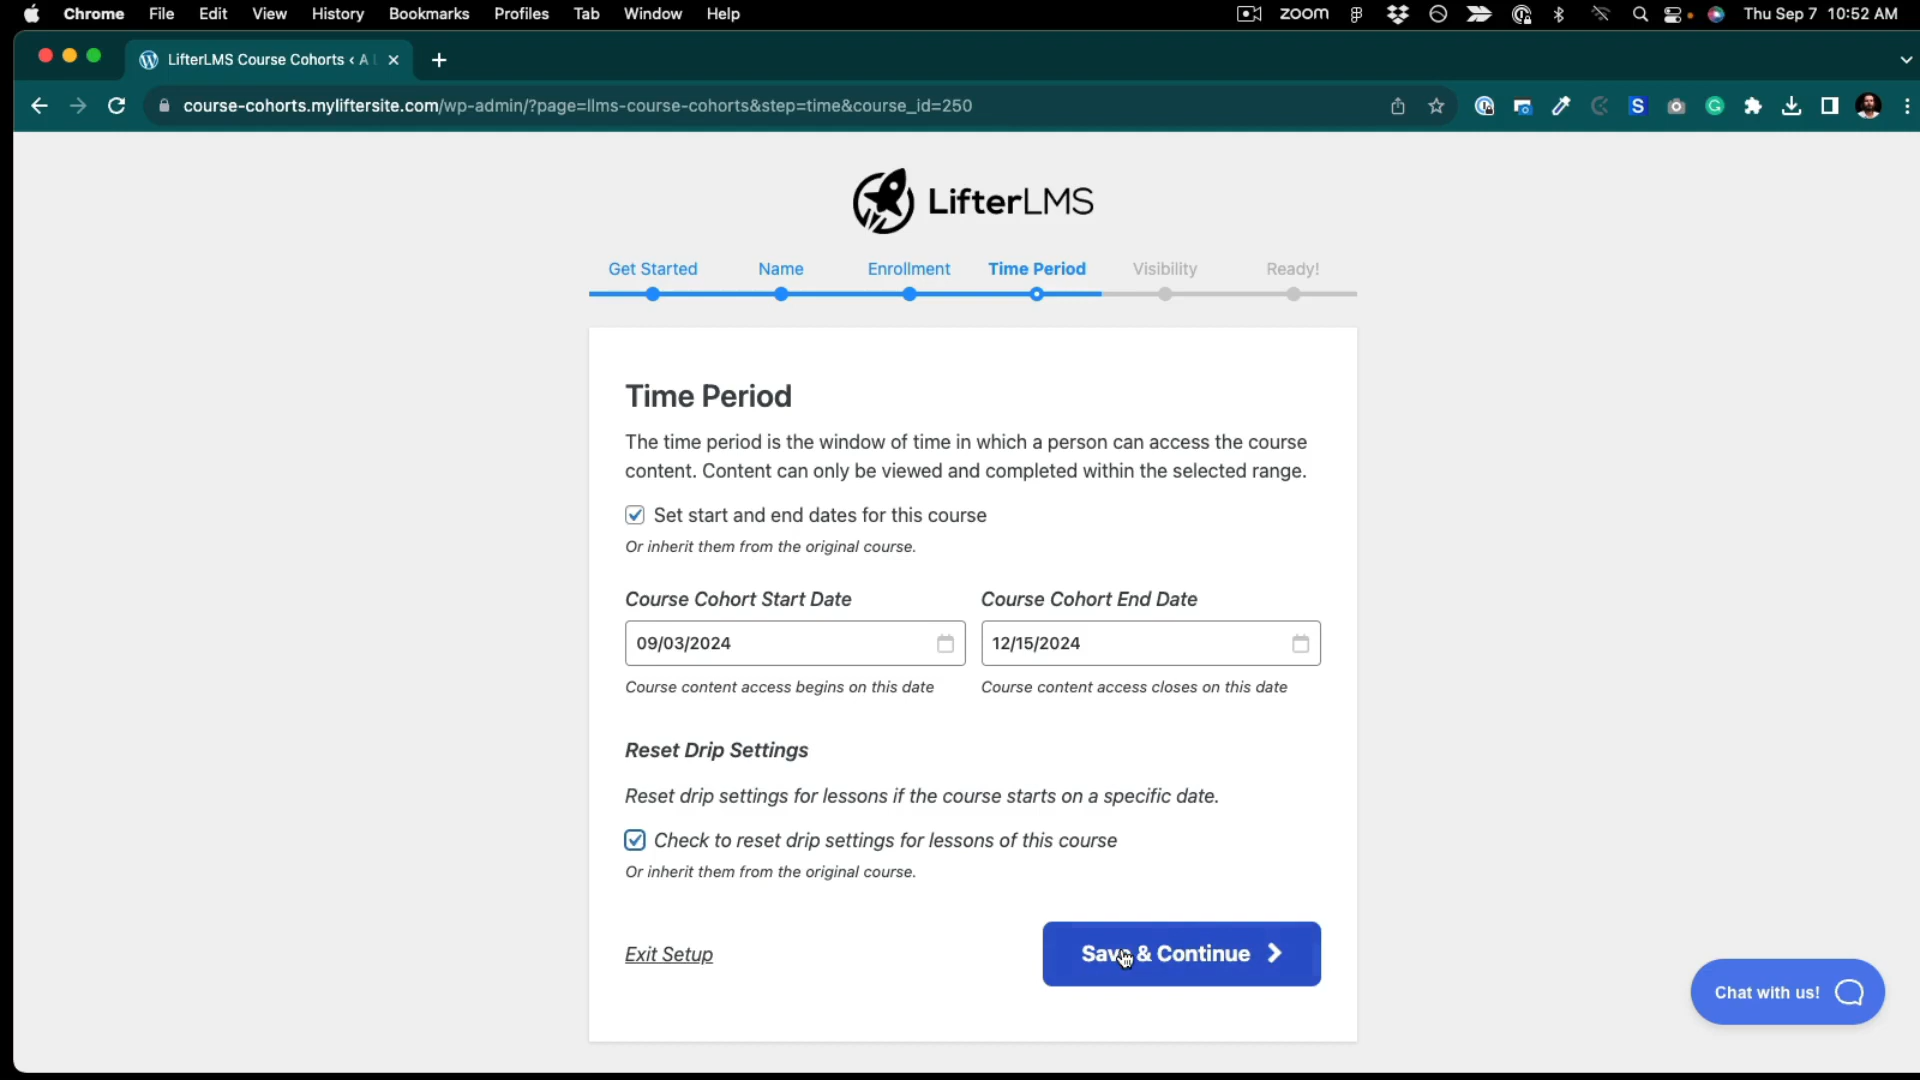 Chrome File Edit View History Bookmarks Profiles Tab Window Help zoom Thu Sep 7 10:52 AM
LifterLMS Course Cohorts ‹ A L
course-cohorts.myliftersite.com/wp-admin/?page=llms-course-cohorts&step=time&course_id=250
LifterLMS
Get Started Name Enrollment Time Period Visibility Ready!
Time Period
The time period is the window of time in which a person can access the course
content. Content can only be viewed and completed within the selected range.
Set start and end dates for this course
Or inherit them from the original course.
Course Cohort Start Date Course Cohort End Date
09/03/2024 12/15/2024
Course content access begins on this date Course content access closes on this date
Reset Drip Settings
Reset drip settings for lessons if the course starts on a specific date.
Check to reset drip settings for lessons of this course
Or inherit them from the original course.
Exit Setup Save & Continue
Chat with us!